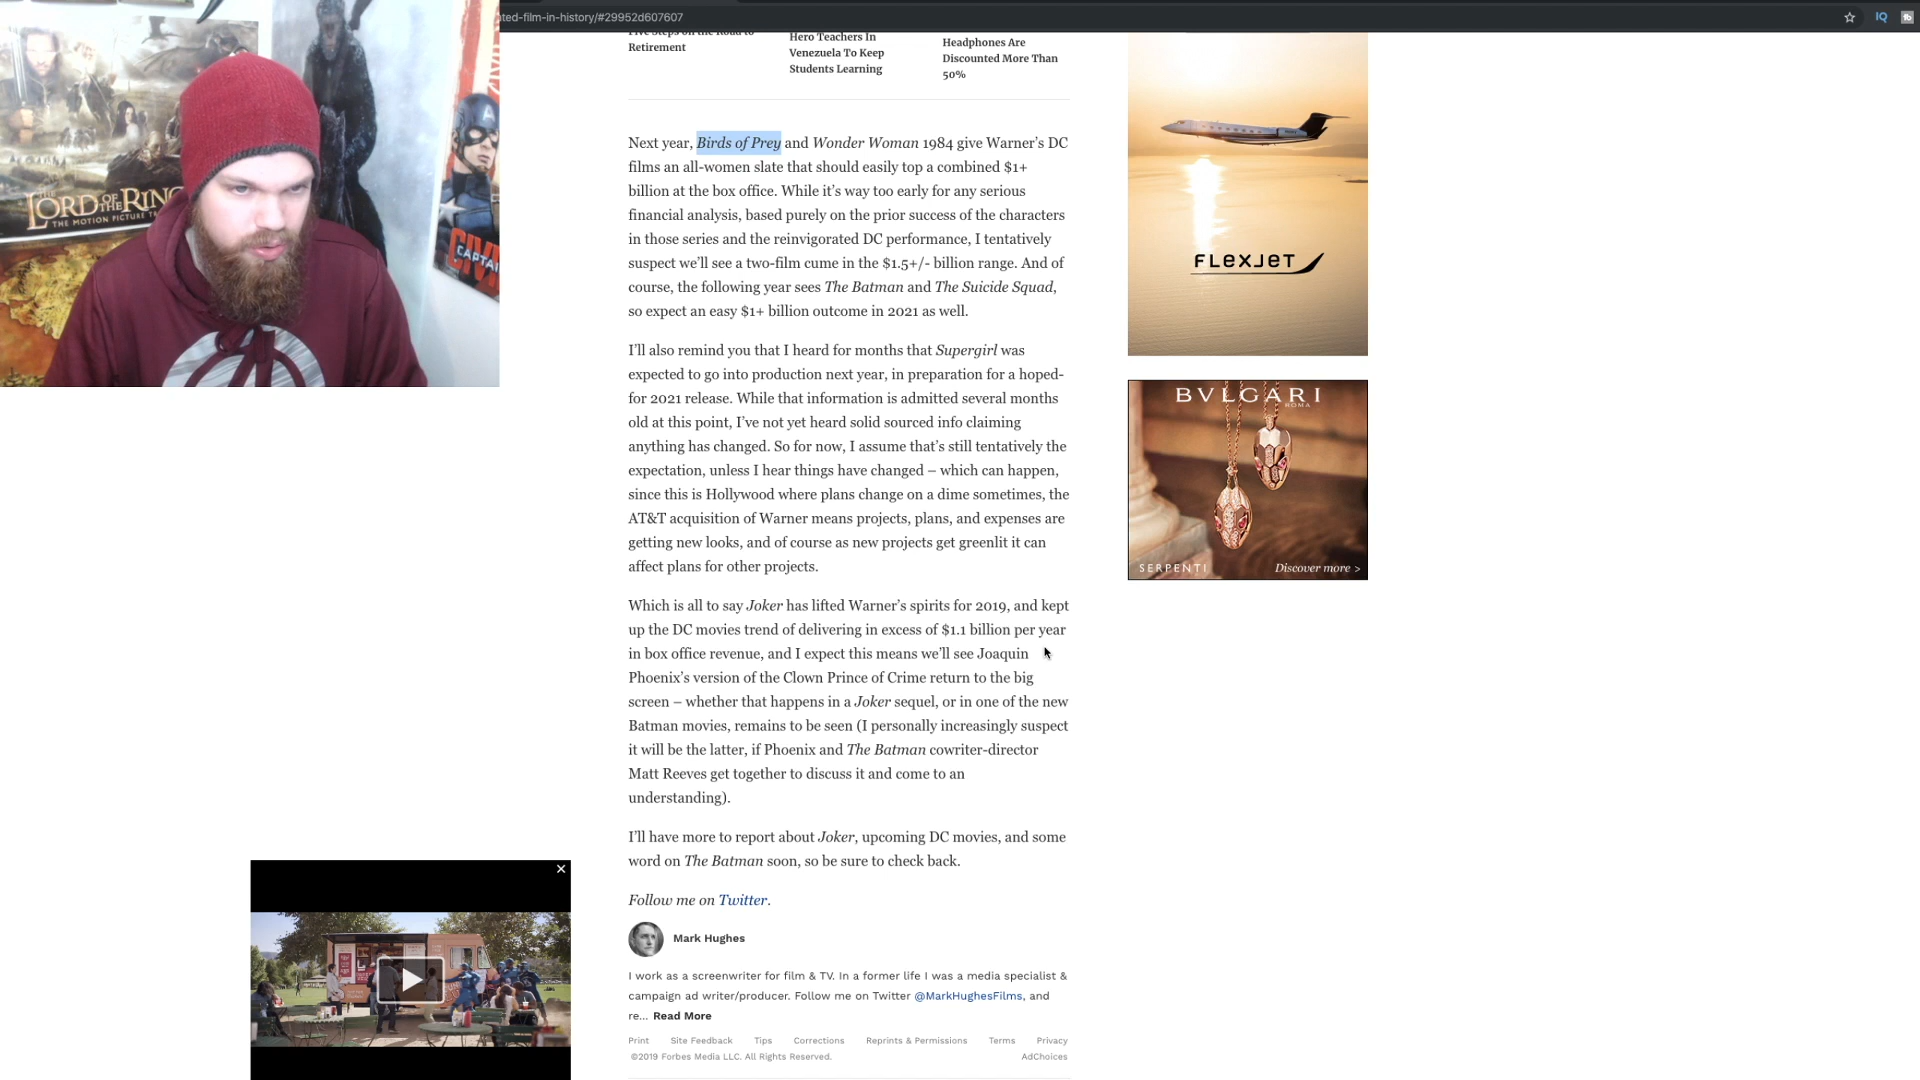 ted-film-in-history/#29952d607607
IQ
Five Steps on the Road to
Retirement
Hero Teachers In
Venezuela To Keep
Students Learning
Headphones Are
Discounted More Than
50%
LORD OF THE RIN
THE MOTION PICTURE TR
CAPTAI
CIVI
Next year, Birds of Prey and Wonder Woman 1984 give Warner’s DC
films an all-women slate that should easily top a combined $1+
billion at the box office. While it’s way too early for any serious
financial analysis, based purely on the prior success of the characters
in those series and the reinvigorated DC performance, I tentatively
suspect we’ll see a two-film cume in the $1.5+/- billion range. And of
course, the following year sees The Batman and The Suicide Squad,
so expect an easy $1+ billion outcome in 2021 as well.
I’ll also remind you that I heard for months that Supergirl was
expected to go into production next year, in preparation for a hoped-
for 2021 release. While that information is admitted several months
old at this point, I’ve not yet heard solid sourced info claiming
anything has changed. So for now, I assume that’s still tentatively the
expectation, unless I hear things have changed – which can happen,
since this is Hollywood where plans change on a dime sometimes, the
AT&T acquisition of Warner means projects, plans, and expenses are
getting new looks, and of course as new projects get greenlit it can
affect plans for other projects.
Which is all to say Joker has lifted Warner’s spirits for 2019, and kept
up the DC movies trend of delivering in excess of $1.1 billion per year
in box office revenue, and I expect this means we’ll see Joaquin
Phoenix’s version of the Clown Prince of Crime return to the big
screen – whether that happens in a Joker sequel, or in one of the new
Batman movies, remains to be seen (I personally increasingly suspect
it will be the latter, if Phoenix and The Batman cowriter-director
Matt Reeves get together to discuss it and come to an
understanding).
I’ll have more to report about Joker, upcoming DC movies, and some
word on The Batman soon, so be sure to check back.
Follow me on Twitter.
Mark Hughes
I work as a screenwriter for film & TV. In a former life I was a media specialist &
campaign ad writer/producer. Follow me on Twitter @MarkHughesFilms, and
re... Read More
Print Site Feedback Tips Corrections Reprints & Permissions Terms Privacy
©2019 Forbes Media LLC. All Rights Reserved. AdChoices
FLEXJET
BVLGARI
ROMA
SERPENTI Discover more >